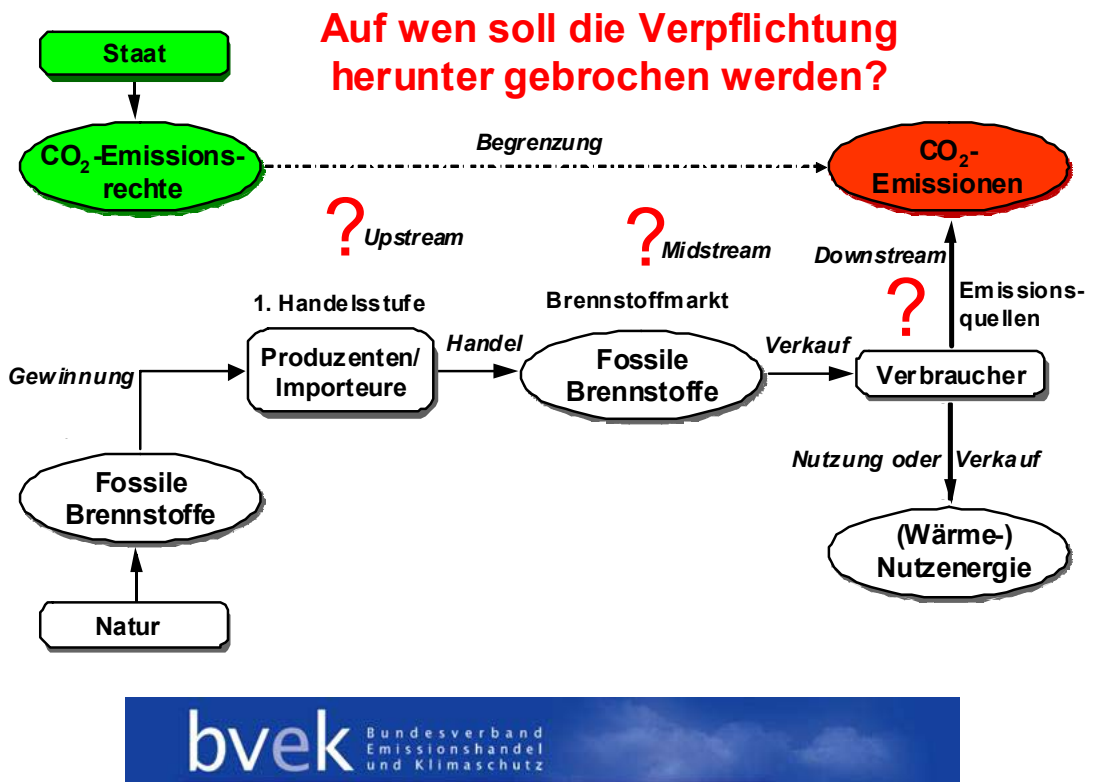 Auf wen soll die Verpflichtung
herunter gebrochen werden?
Staat
CO2-Emissions-
rechte
Begrenzung
CO2-
Emissionen
? Upstream
? Midstream
Downstream
?
Emissions-
quellen
1. Handelsstufe
Brennstoffmarkt
Gewinnung
Produzenten/
Importeure
Handel
Fossile
Brennstoffe
Verkauf
Verbraucher
Nutzung oder Verkauf
Fossile
Brennstoffe
(Wärme-)
Nutzenergie
Natur
bvek
Bundesverband
Emissionshandel
und Klimaschutz